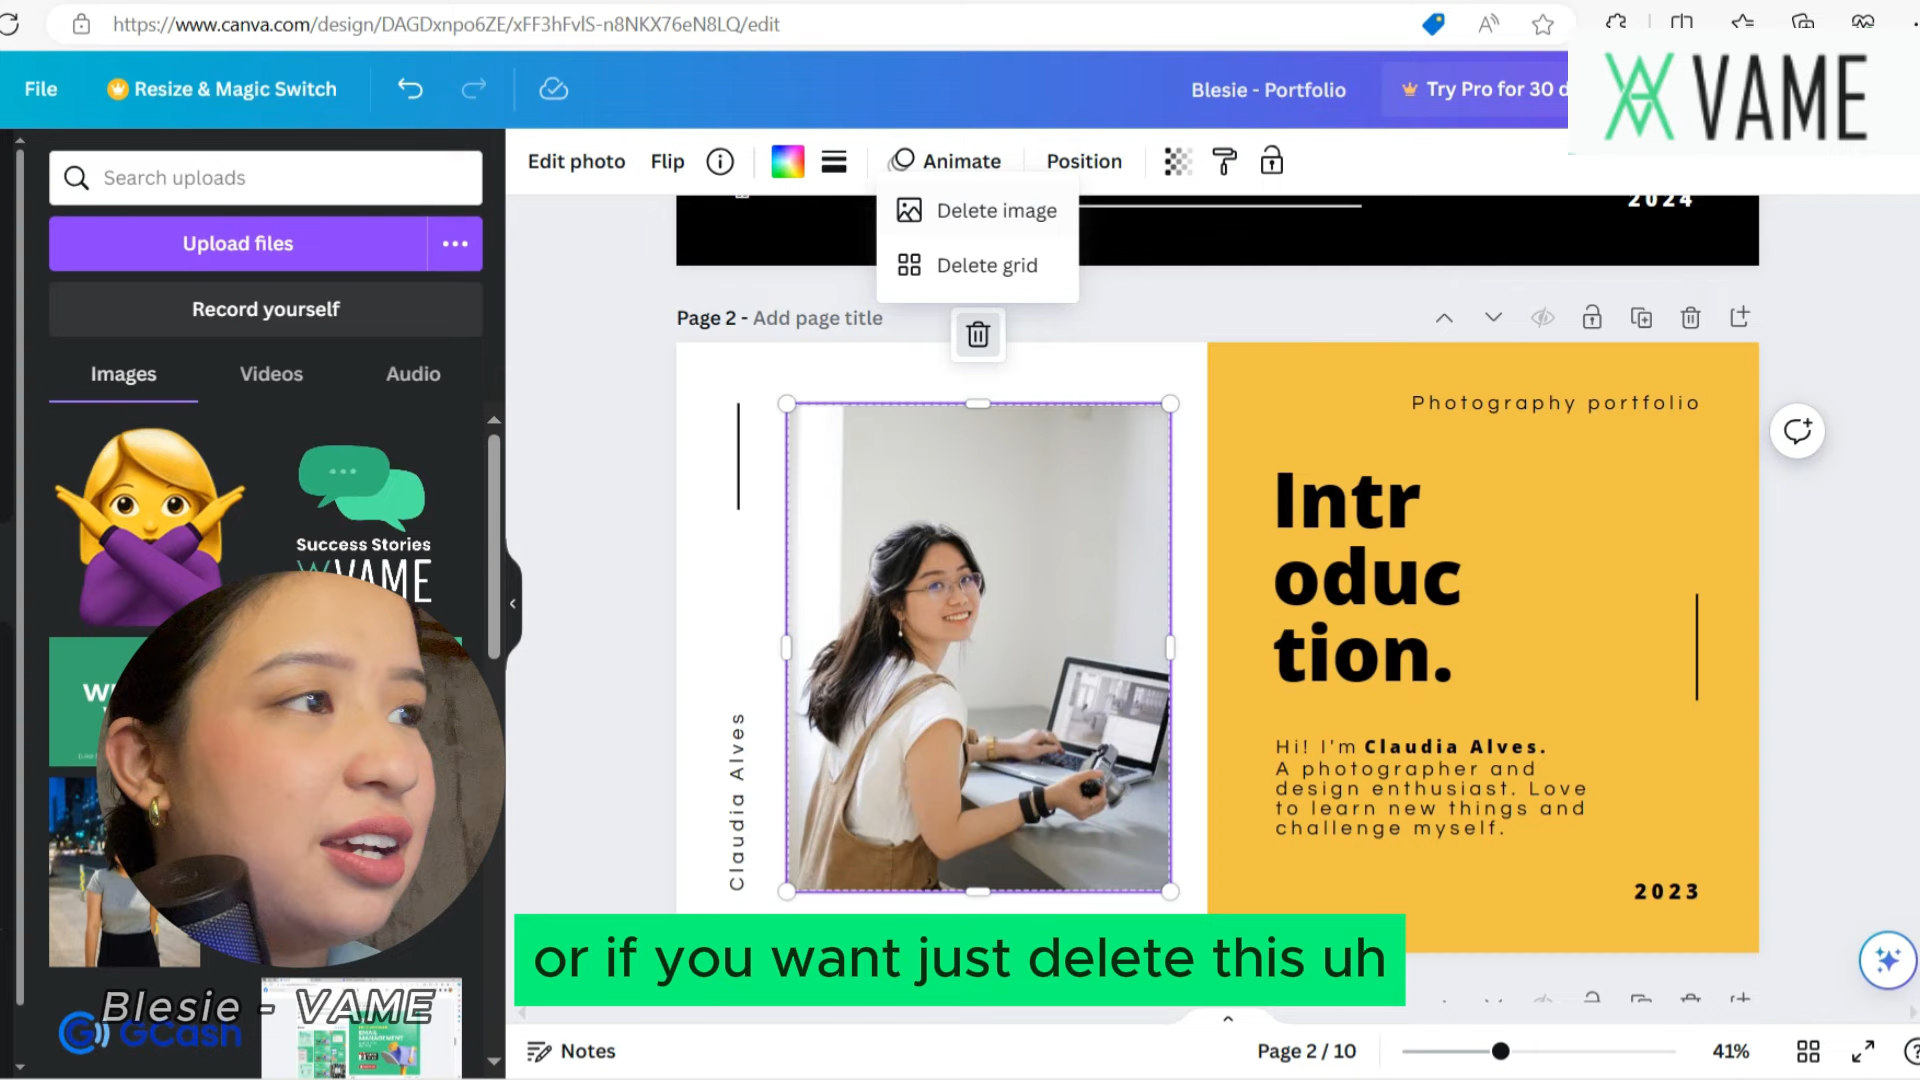 https://www.canva.com/design/DAGDxnpo6ZE/xFF3hFvlS-n8NKX76eN8LQ/edit
File
Resize & Magic Switch
Blesie - Portfolio
Try Pro for 30 d
VAME
Search uploads
Edit photo
Flip
Animate
Position
Delete image
Delete grid
2024
Upload files
Record yourself
Page 2 - Add page title
Images
Videos
Audio
Photography portfolio
Intr
oduc
tion.
Success Stories
VAME
Claudia Alves
Hi! I'm Claudia Alves.
A photographer and
design enthusiast. Love
to learn new things and
challenge myself.
2023
or if you want just delete this uh
Blesie - VAME
GCash
Notes
Page 2 / 10
41%